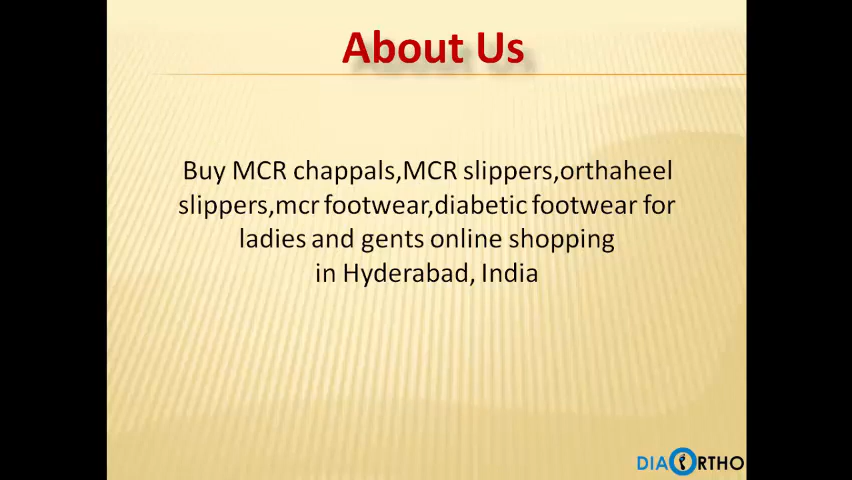 About Us
Buy MCR chappals,MCR slippers,orthaheel
slippers,mcr footwear,diabetic footwear for
ladies and gents online shopping
in Hyderabad, India
DIAORTHO